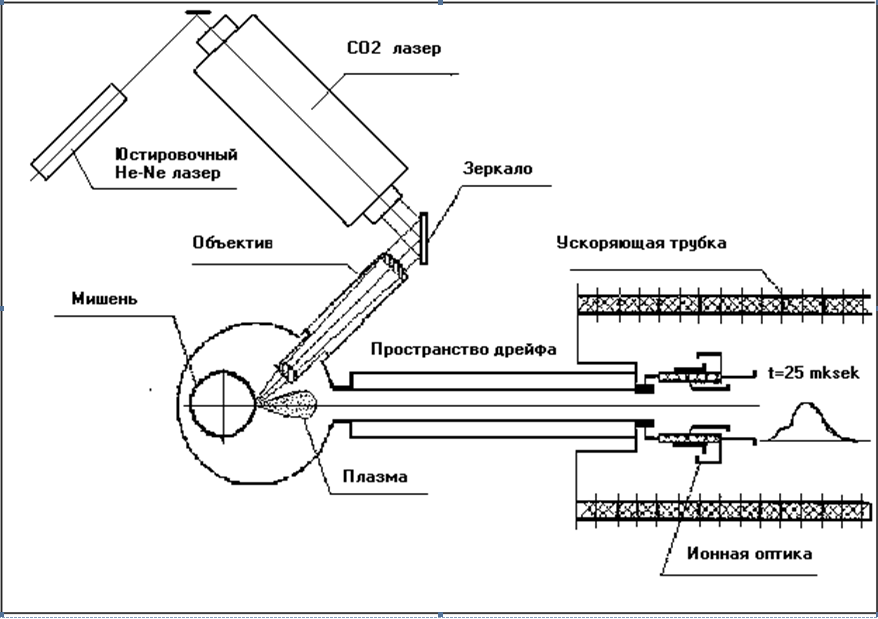 CO2 лазер
Юстировочный
He-Ne лазер
Зеркало
Объектив
Ускоряющая трубка
Мишень
Пространство дрейфа
t=25 mksek
Плазма
Ионная оптика